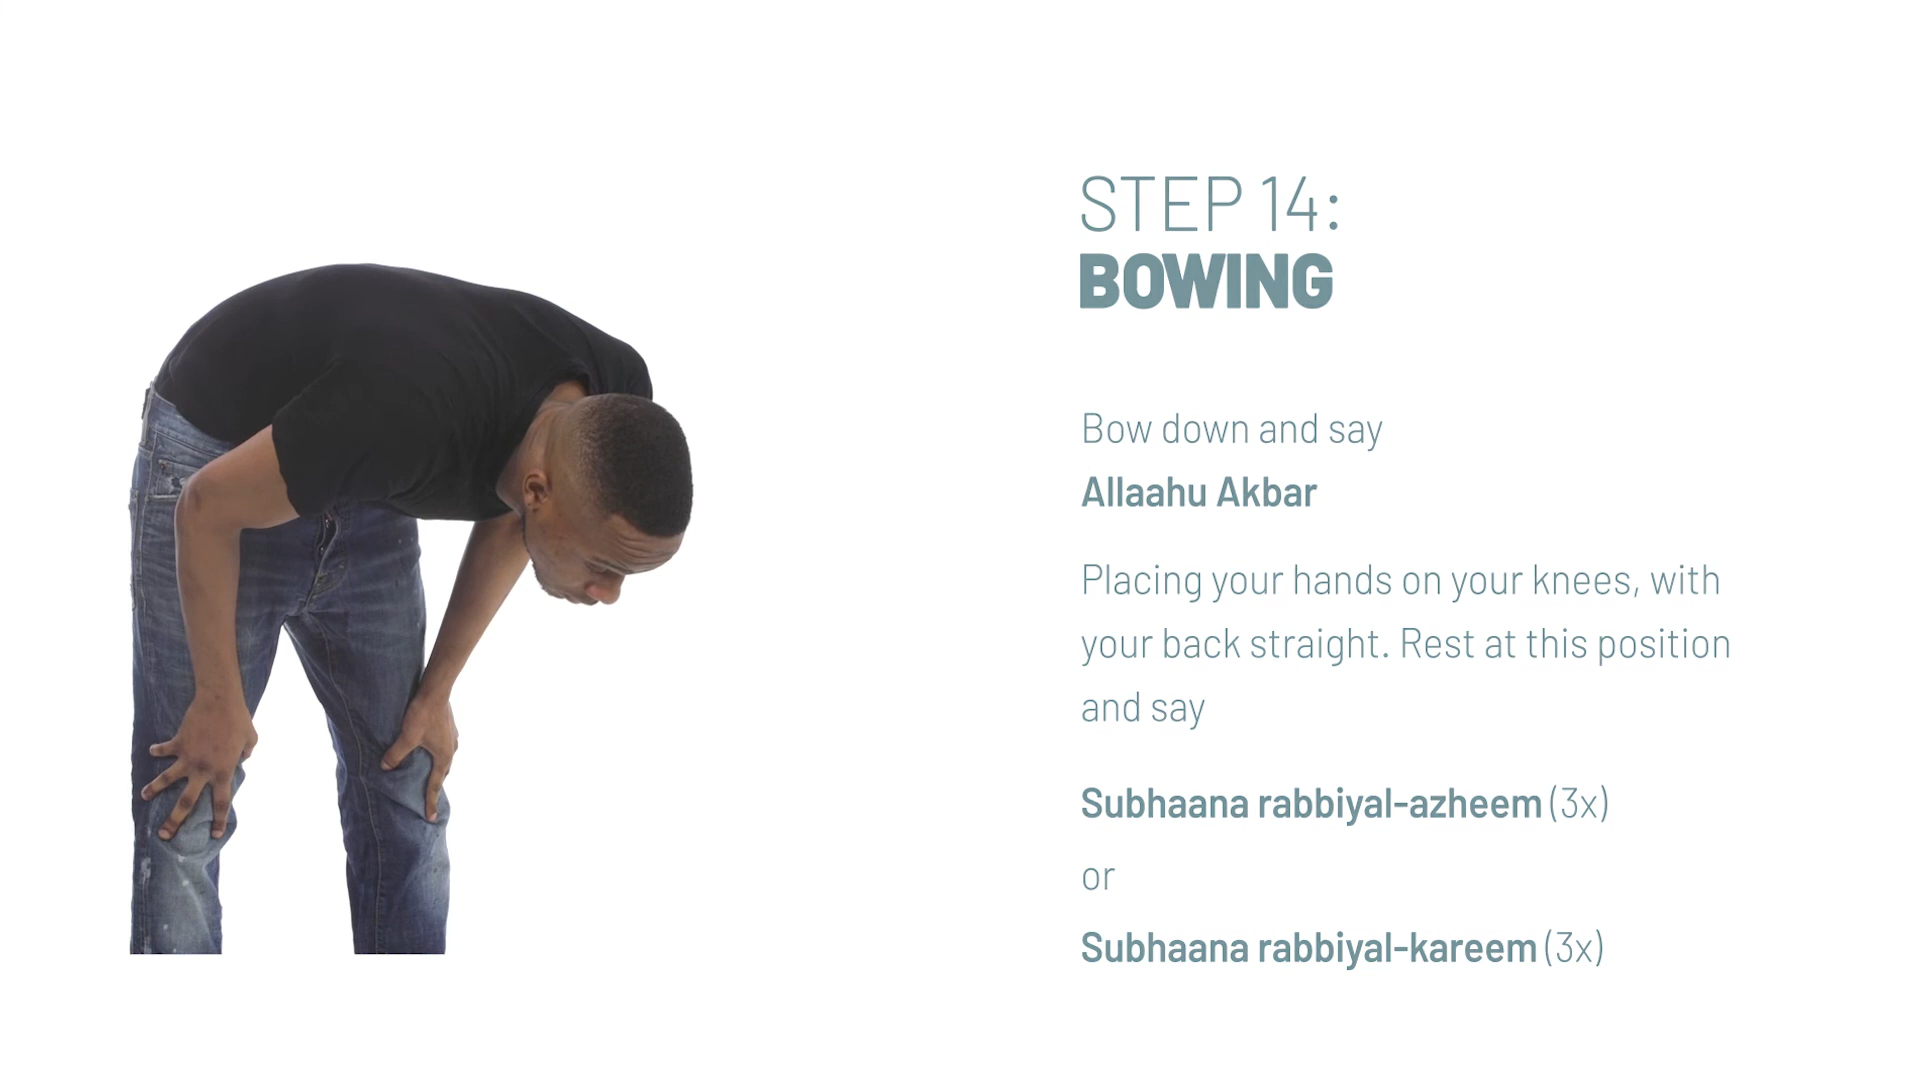 STEP 14:
BOWING
Bow down and say
Allaahu Akbar
Placing your hands on your knees, with
your back straight. Rest at this position
and say
Subhaana rabbiyal-azheem (3x)
or
Subhaana rabbiyal-kareem (3x)